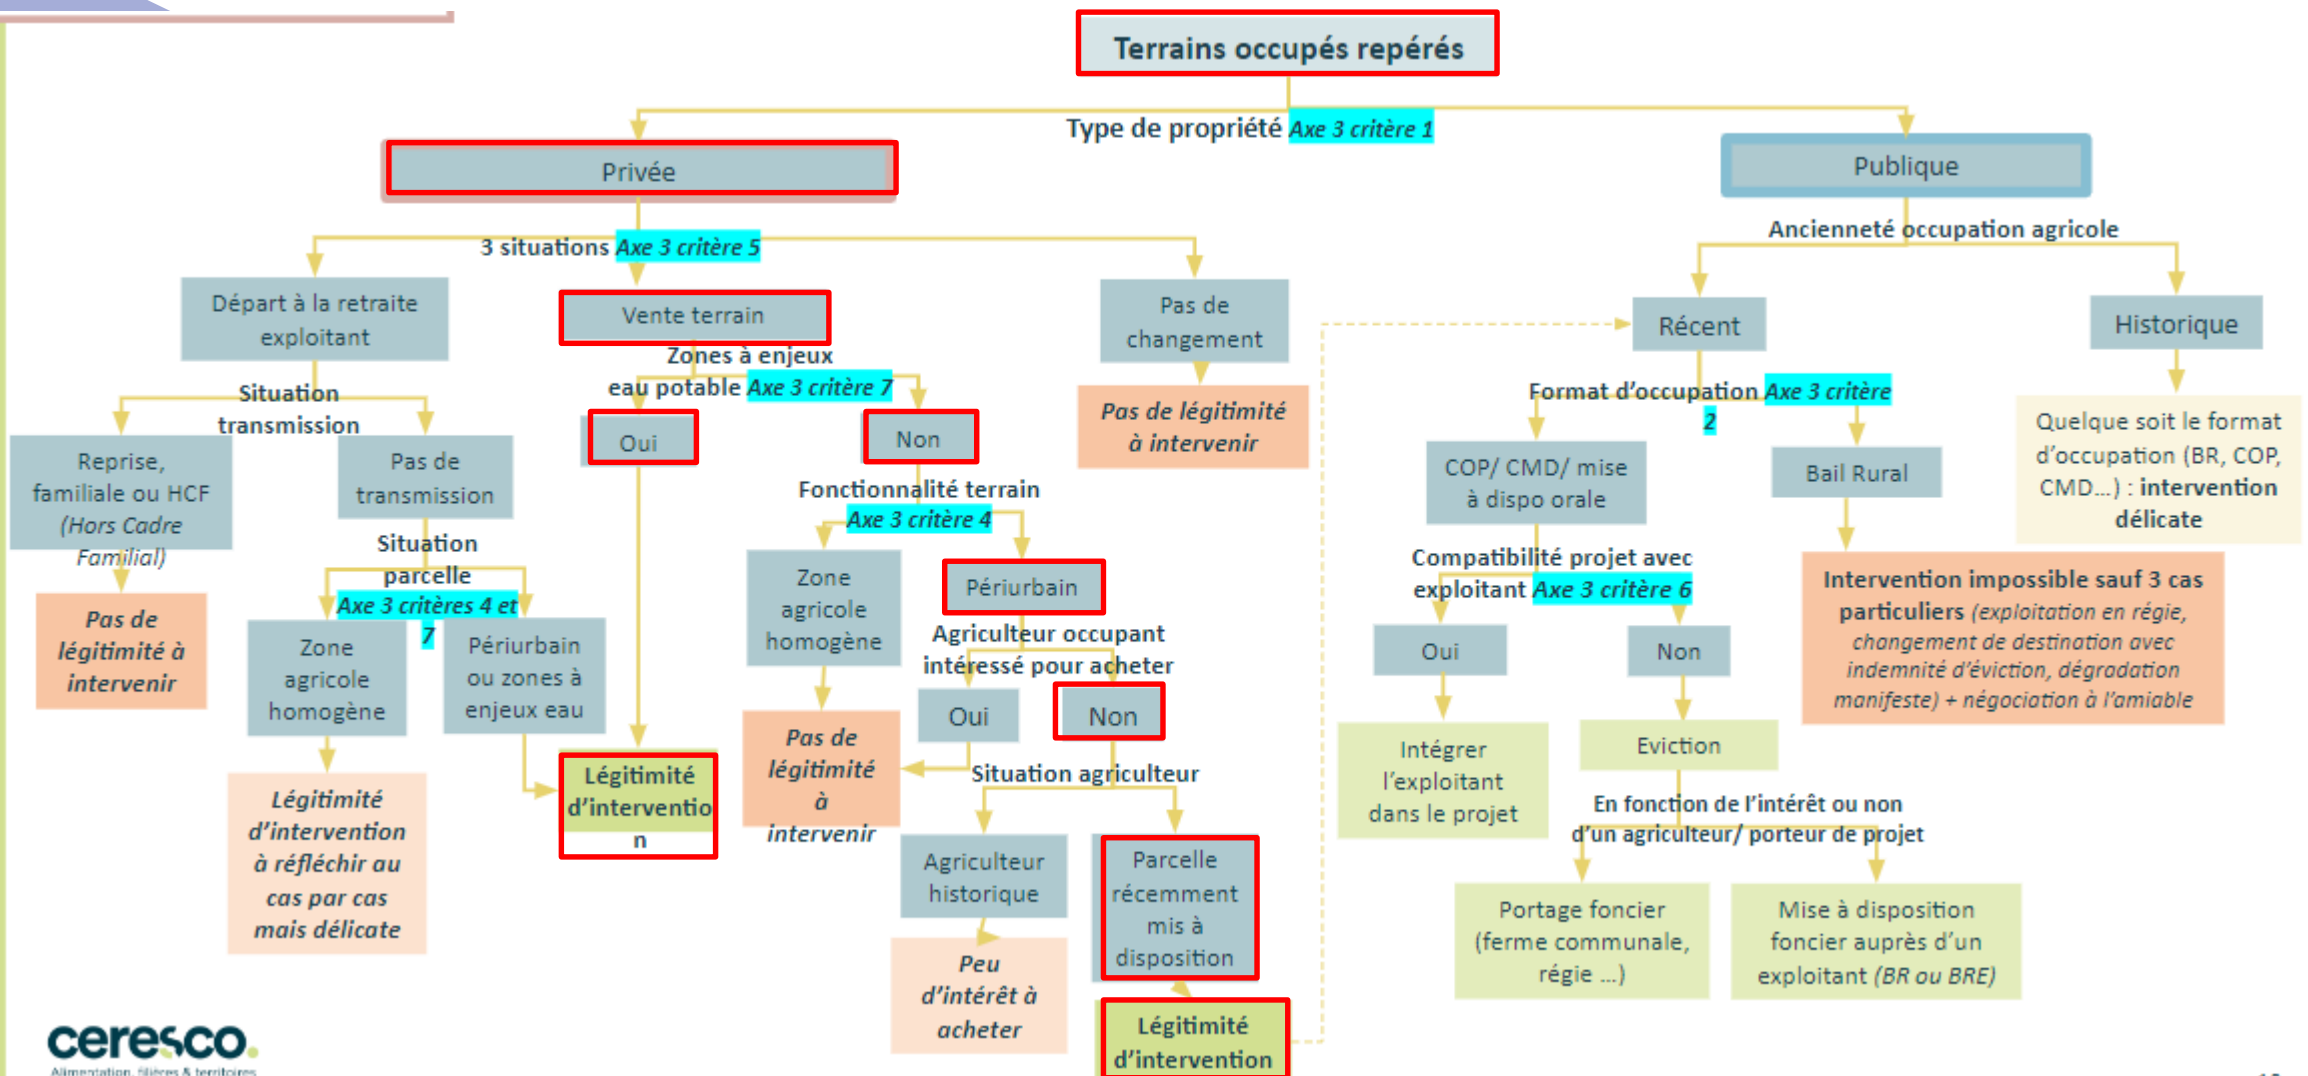 Terrains occupés repérés
Type de propriété Axe 3 critère 1
Privée
Publique
3 situations Axe 3 critère 5
Ancienneté occupation agricole
Départ à la retraite
exploitant
Vente terrain
Pas de
changement
Récent
Historique
Situation
transmission
Zones à enjeux
eau potable Axe 3 critère 7
Pas de légitimité
à intervenir
Format d'occupation Axe 3 critère
2
Quelque soit le format
d'occupation (BR, COP,
CMD...) : intervention
délicate
Reprise,
familiale ou HCF
(Hors Cadre
Familial)
Pas de
transmission
Oui
Non
COP/ CMD/ mise
à dispo orale
Bail Rural
Situation
parcelle
Axe 3 critères 4 et
7
Fonctionnalité terrain
Axe 3 critère 4
Compatibilité projet avec
exploitant Axe 3 critère 6
Intervention impossible sauf 3 cas
particuliers (exploitation en régie,
changement de destination avec
indemnité d'éviction, dégradation
manifeste) + négociation à l'amiable
Pas de
légitimité à
intervenir
Zone
agricole
homogène
Périurbain
ou zones à
enjeux eau
Zone
agricole
homogène
Périurbain
Agriculteur occupant
intéressé pour acheter
Oui
Non
Oui
Non
Légitimité
d'intervention
à réfléchir au
cas par cas
mais délicate
Légitimité
d'interventio
n
Pas de
légitimité
à
intervenir
Situation agriculteur
Intégrer
l'exploitant
dans le projet
Eviction
En fonction de l'intérêt ou non
d'un agriculteur/ porteur de projet
Agriculteur
historique
Parcelle
récemment
mis à
disposition
Portage foncier
(ferme communale,
régie ...)
Mise à disposition
foncier auprès d'un
exploitant (BR ou BRE)
Peu
d'intérêt à
acheter
Légitimité
d'intervention
ceresco.
Alimentation, filières & territoires